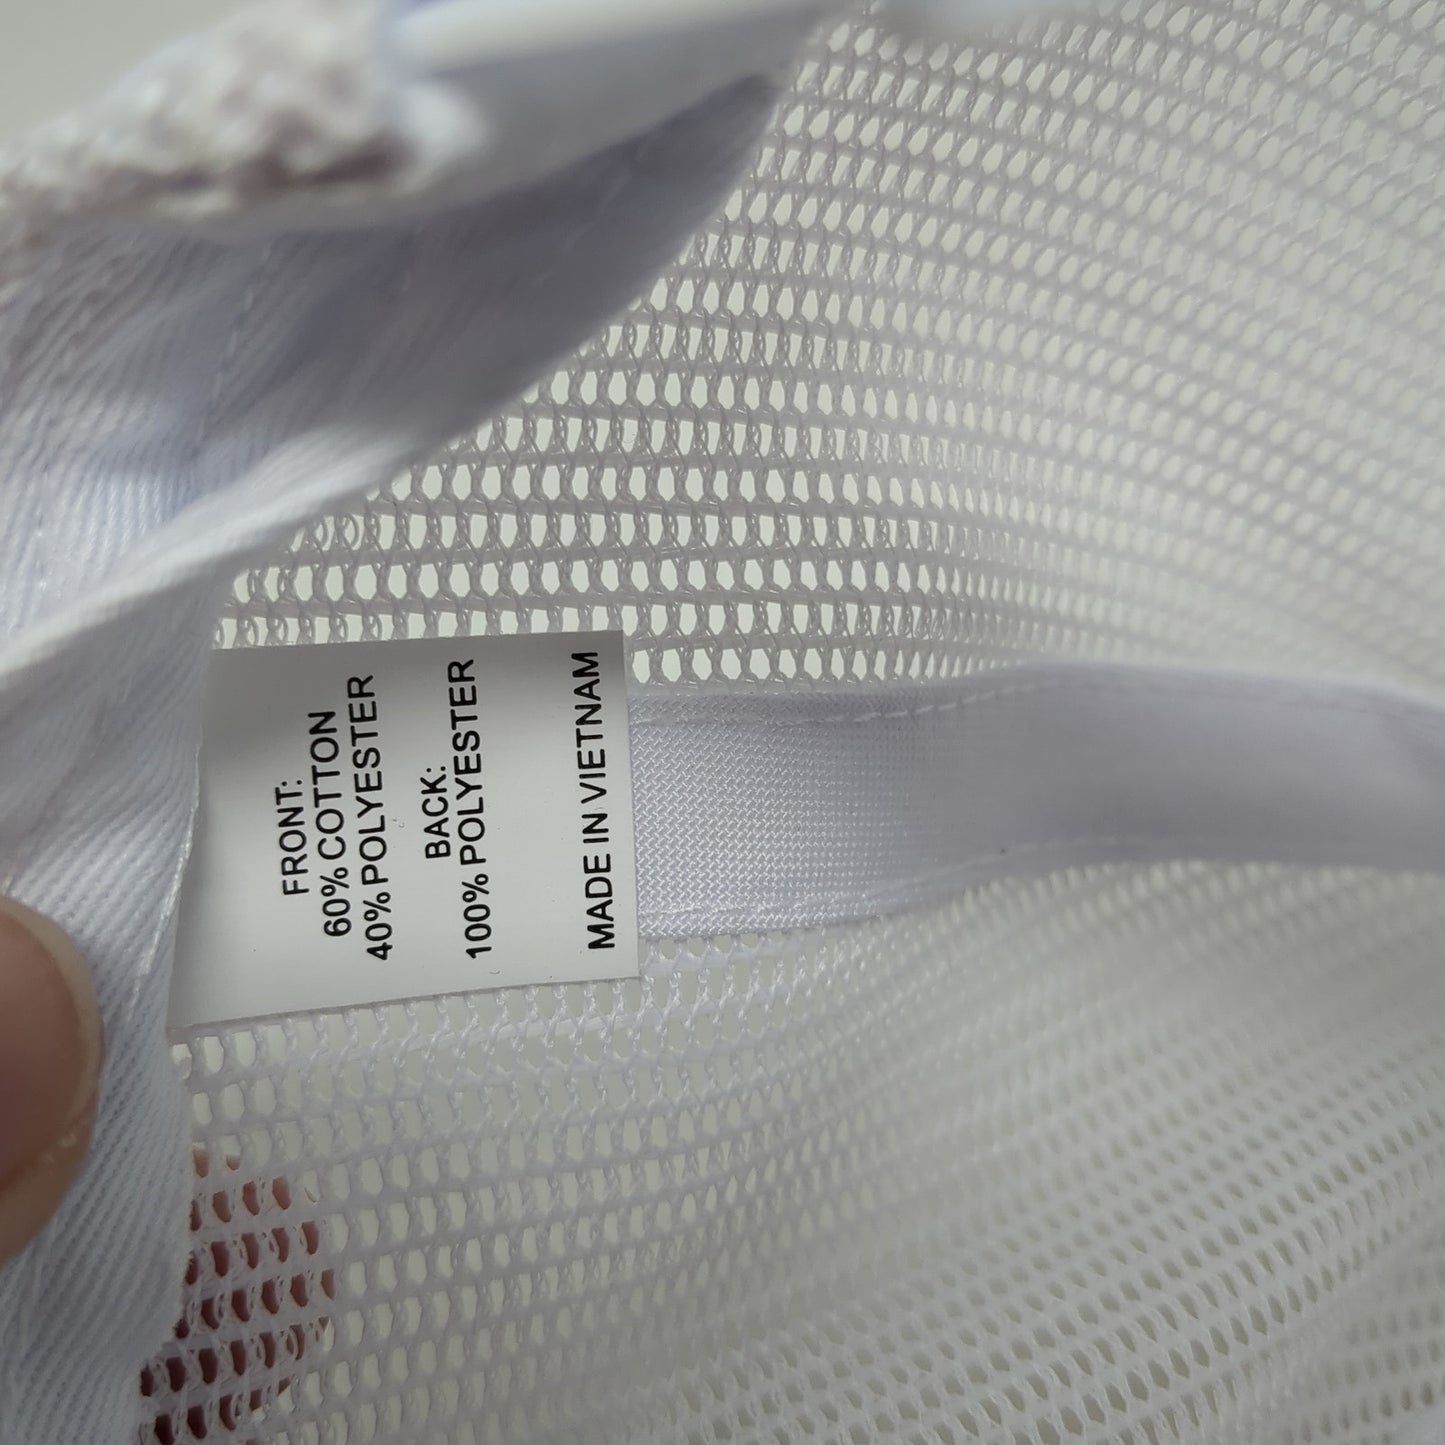 FRONT:
60% COTTON
40% POLYESTER
BACK:
100% POLYESTER
MADE IN VIETNAM